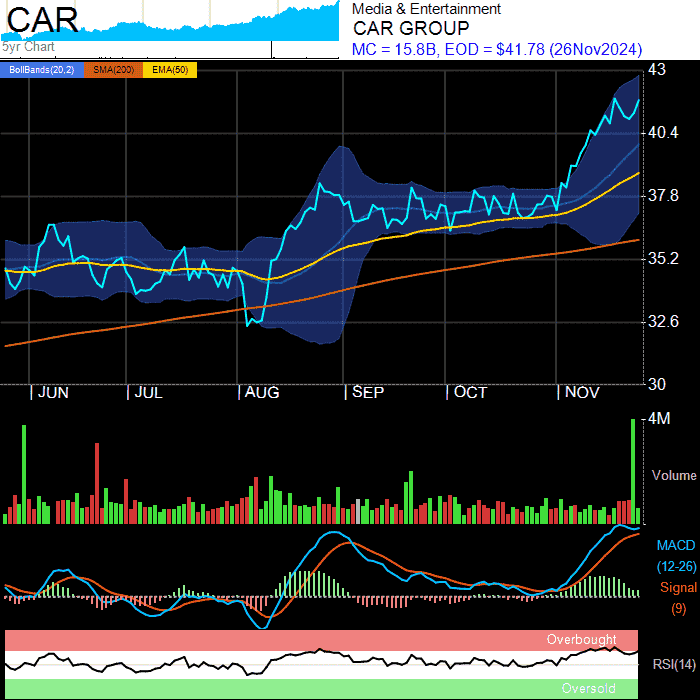 CAR
5yr Chart
Media & Entertainment
CAR GROUP
MC = 15.8B, EOD = $41.78 (26Nov2024)
BollBands(20,2) SMA(200) EMA(50)
43
40.4
37.8
35.2
32.6
30
JUN JUL AUG SEP OCT NOV
4M
Volume
MACD
(12-26)
Signal
(9)
Overbought
RSI(14)
Oversold